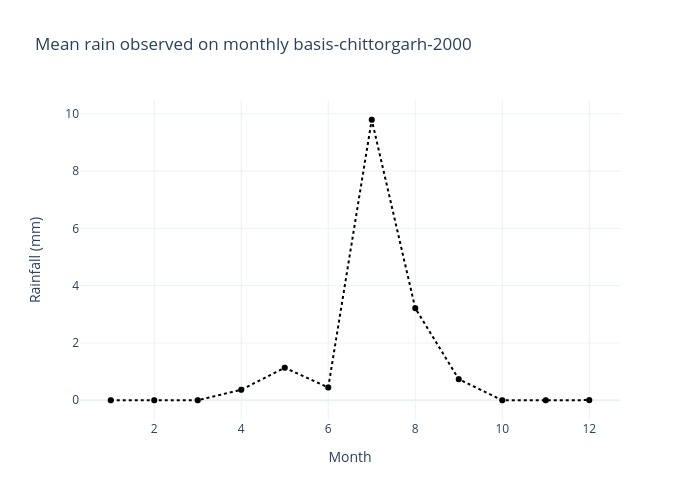 Mean rain observed on monthly basis-chittorgarh-2000
10
8
6
4
2
0
Rainfall (mm)
2 4 6 8 10 12
Month